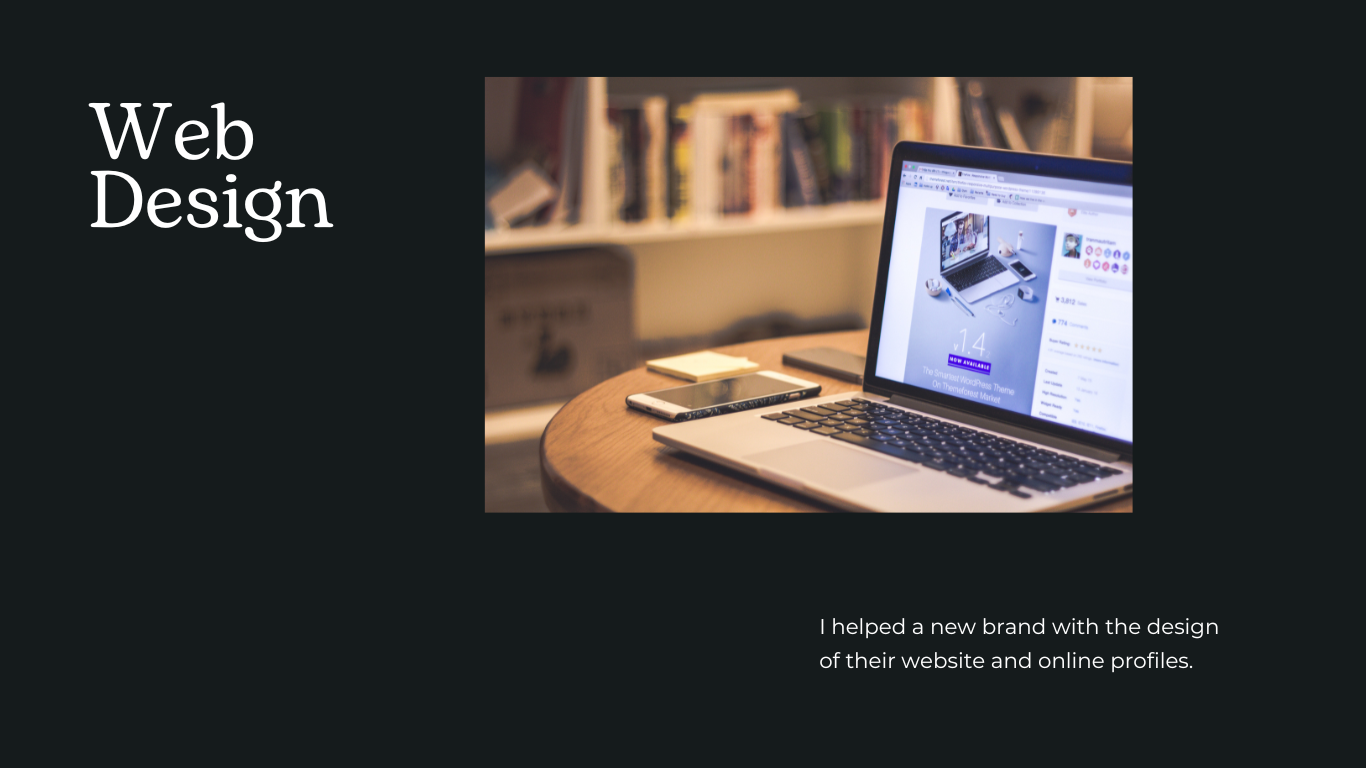 Web
Design
v1.4
NOW AVAILABLE
The Smartest WordPress Theme
On Themeforest Market
I helped a new brand with the design
of their website and online profiles.